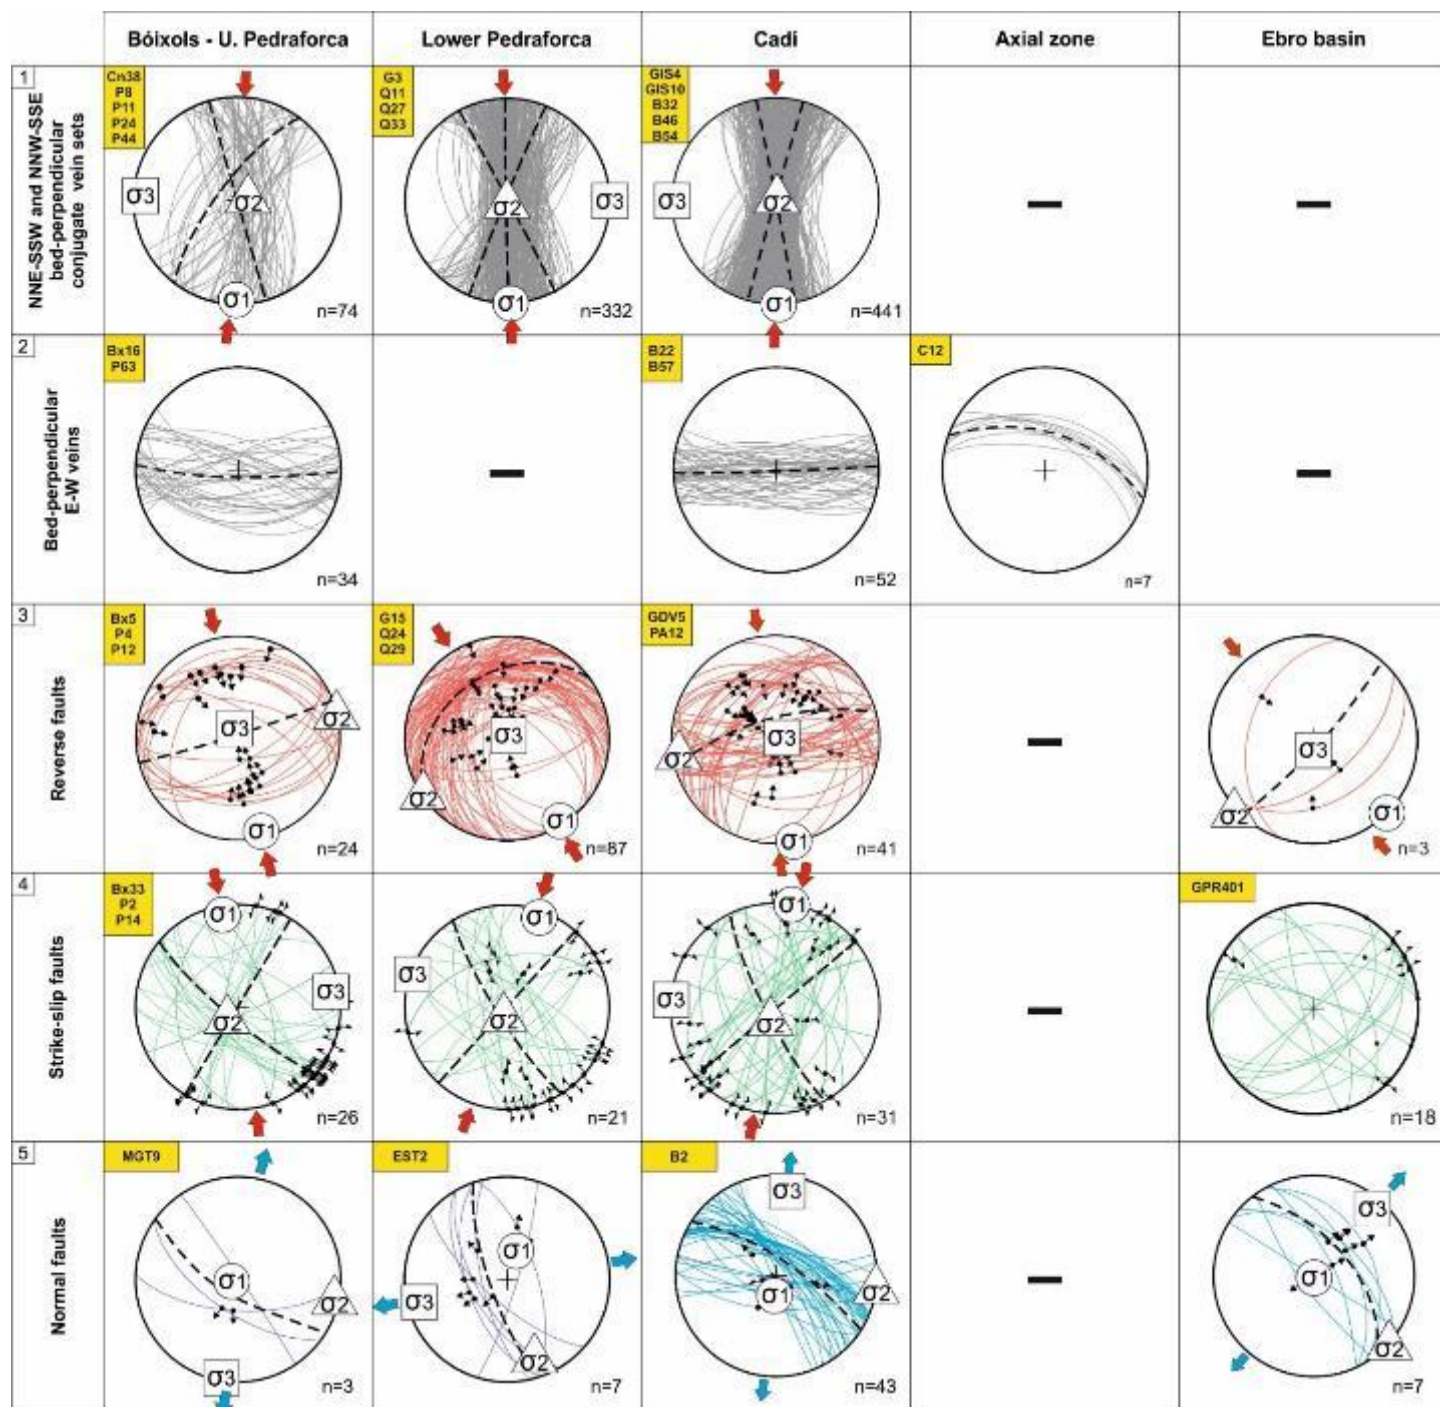 Bóixols - U. Pedraforca
Lower Pedraforca
Cadí
Axial zone
Ebro basin
1
NNE-SSW and NNW-SSE
bed-perpendicular
conjugate vein sets
Cn38
P8
P11
P24
P44
σ3
σ2
σ1
n=74
G3
Q11
Q27
Q33
σ2
σ3
σ1
n=332
GIS4
GIS10
B32
B46
B54
σ3
σ2
σ1
n=441
2
Bed-perpendicular
E-W veins
Bx16
P63
n=34
B22
B57
n=52
C12
n=7
3
Reverse faults
Bx5
P4
P12
σ3
σ2
σ1
n=24
G15
Q24
Q29
σ3
σ2
σ1
n=87
GDV5
PA12
σ2
σ3
σ1
n=41
σ3
σ2
σ1
n=3
4
Strike-slip faults
Bx33
P2
P14
σ1
σ3
σ2
n=26
σ1
σ3
σ2
n=21
σ1
σ3
σ2
n=31
GPR401
n=18
5
Normal faults
MGT9
σ1
σ2
σ3
n=3
EST2
σ1
σ3
σ2
n=7
B2
σ3
σ1
σ2
n=43
σ3
σ1
σ2
n=7